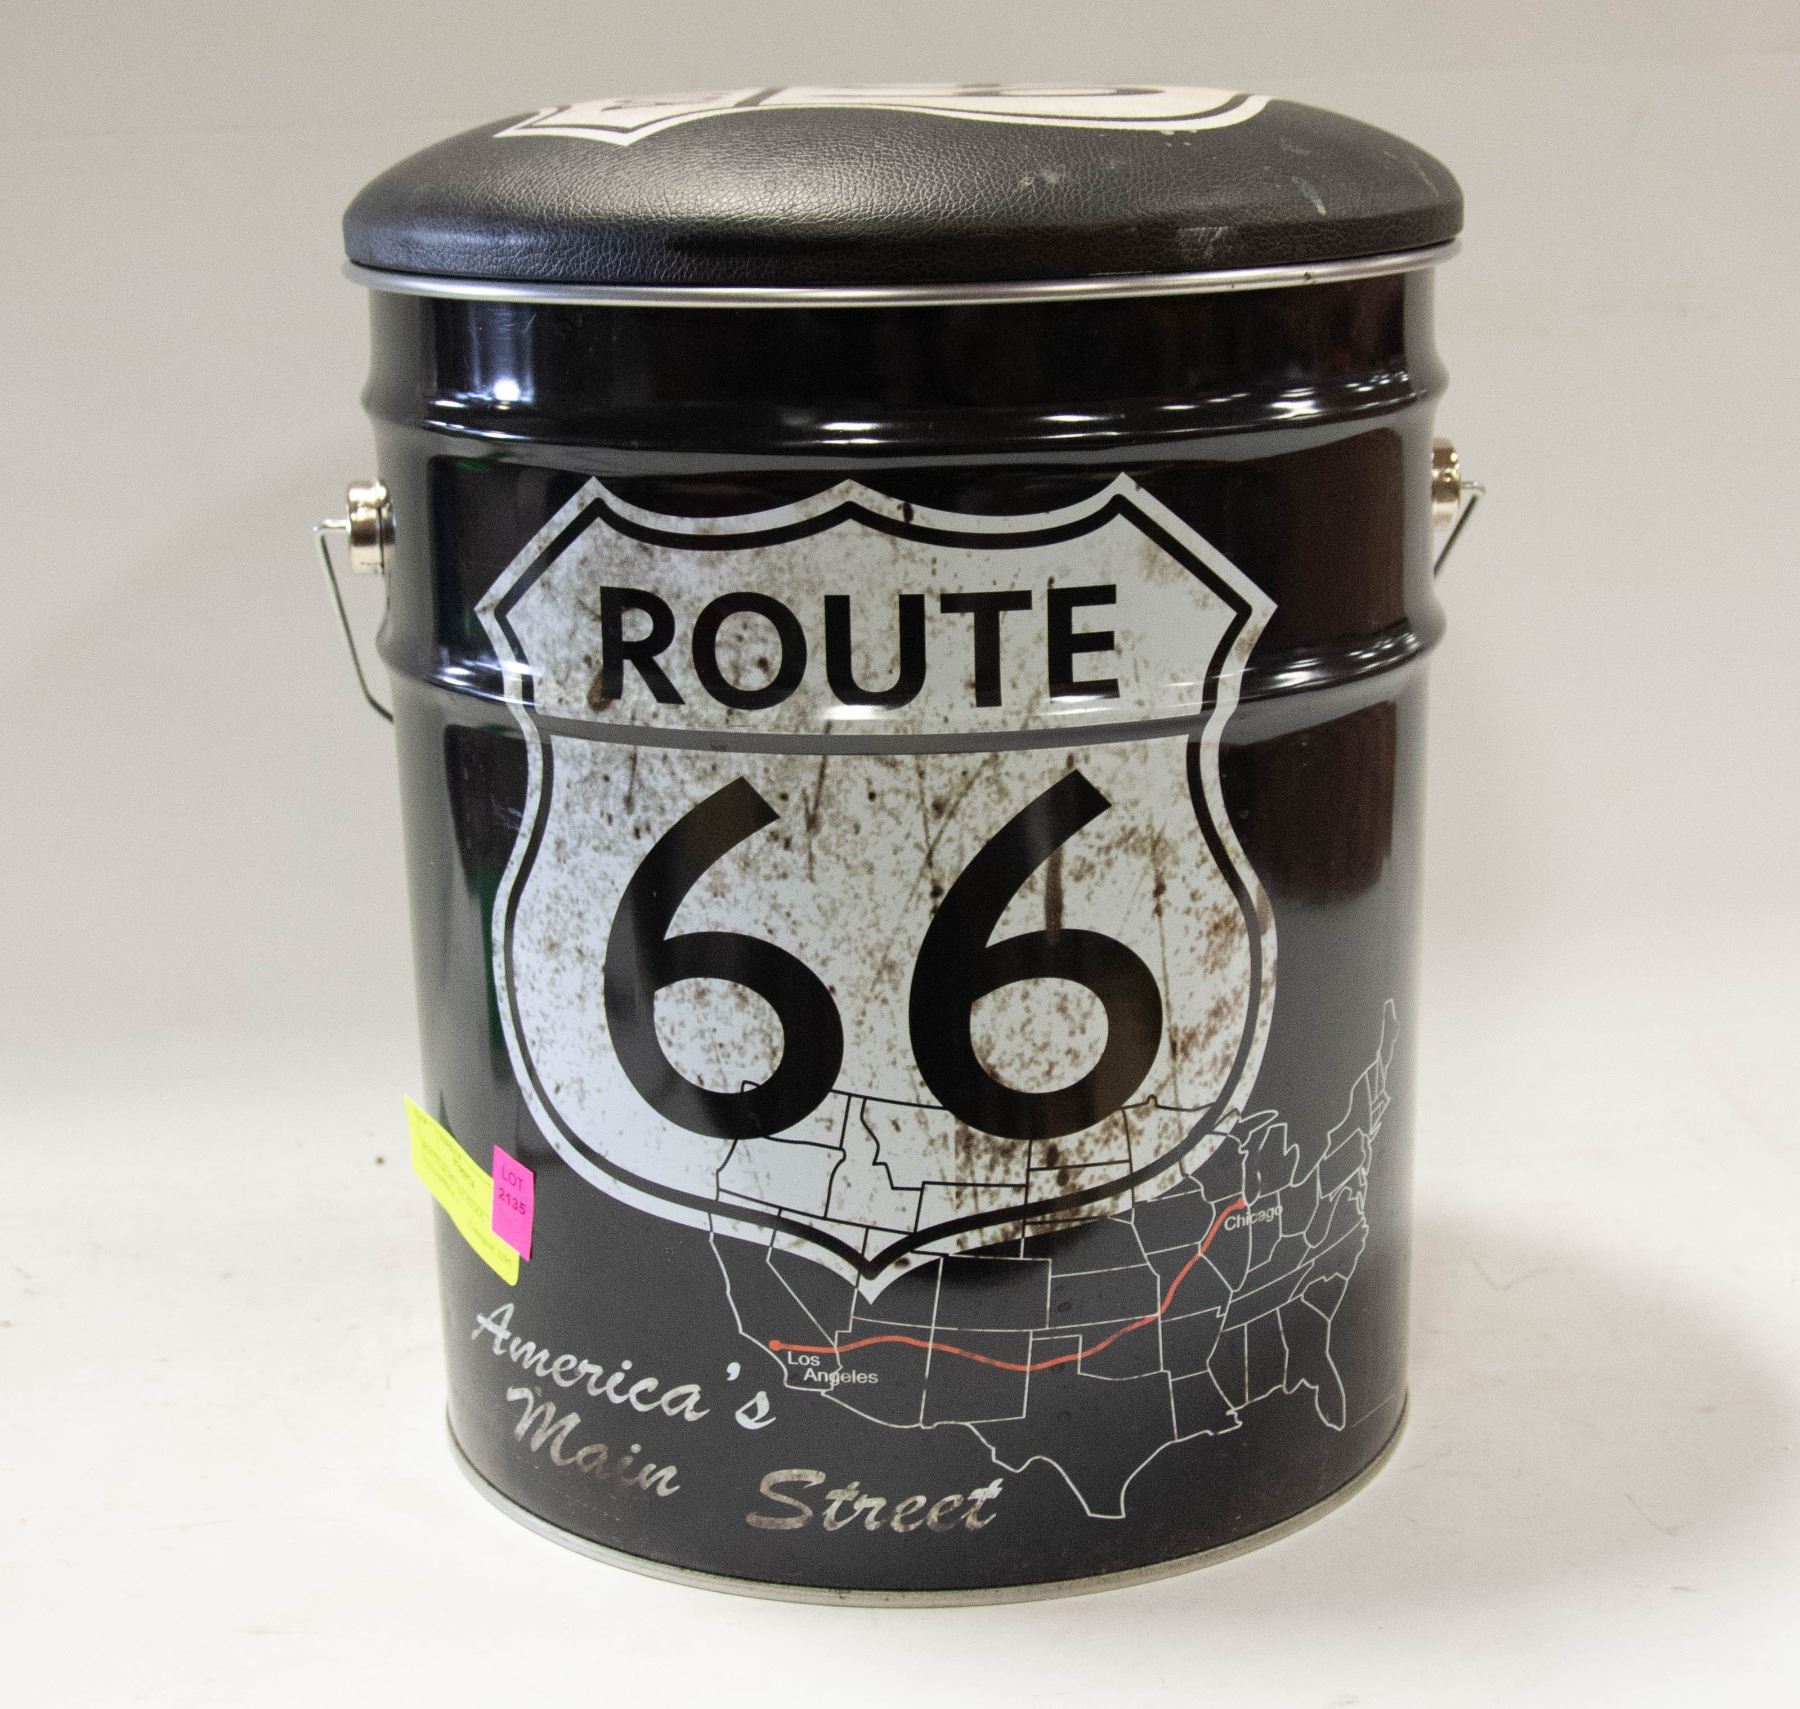 ROUTE
66
Chicago
Los
Angeles
LOT
2135
America's
Main Street